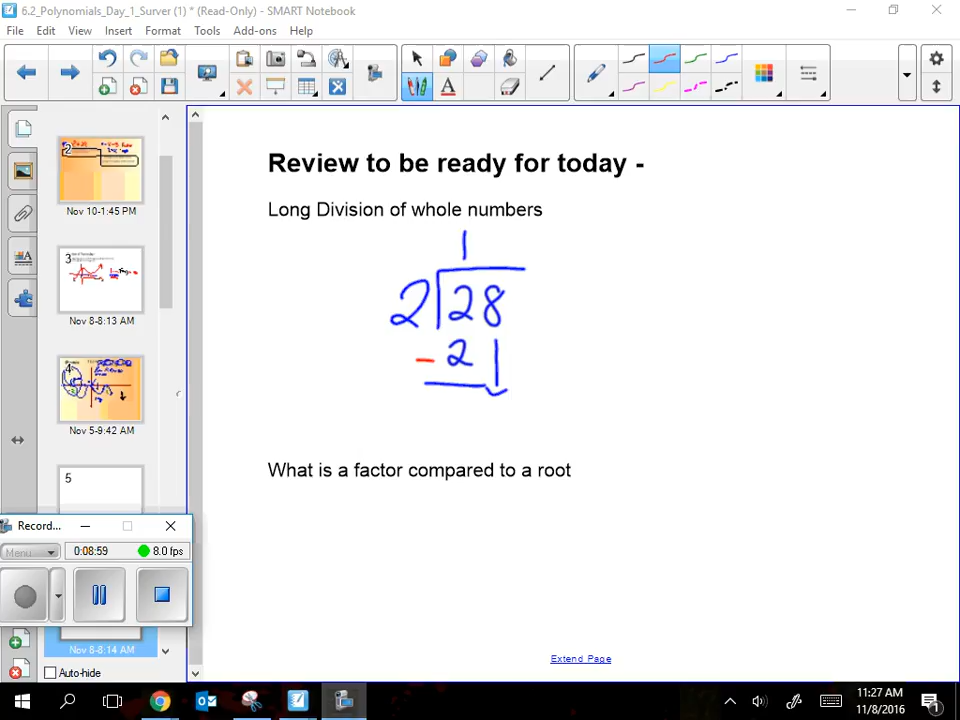 6.2_Polynomials_Day_1_Surver (1) * (Read-Only) - SMART Notebook
File Edit View Insert Format Tools Add-ons Help
A
2
Nov 10-1:45 PM
3
Nov 8-8:13 AM
4
Nov 5-9:42 AM
5
Review to be ready for today -
Long Division of whole numbers
1
2 28
- 2
What is a factor compared to a root
Record...
Menu
0:08:59 8.0 fps
Nov 8-8:14 AM
Auto-hide
Extend Page
11:27 AM
11/8/2016
1